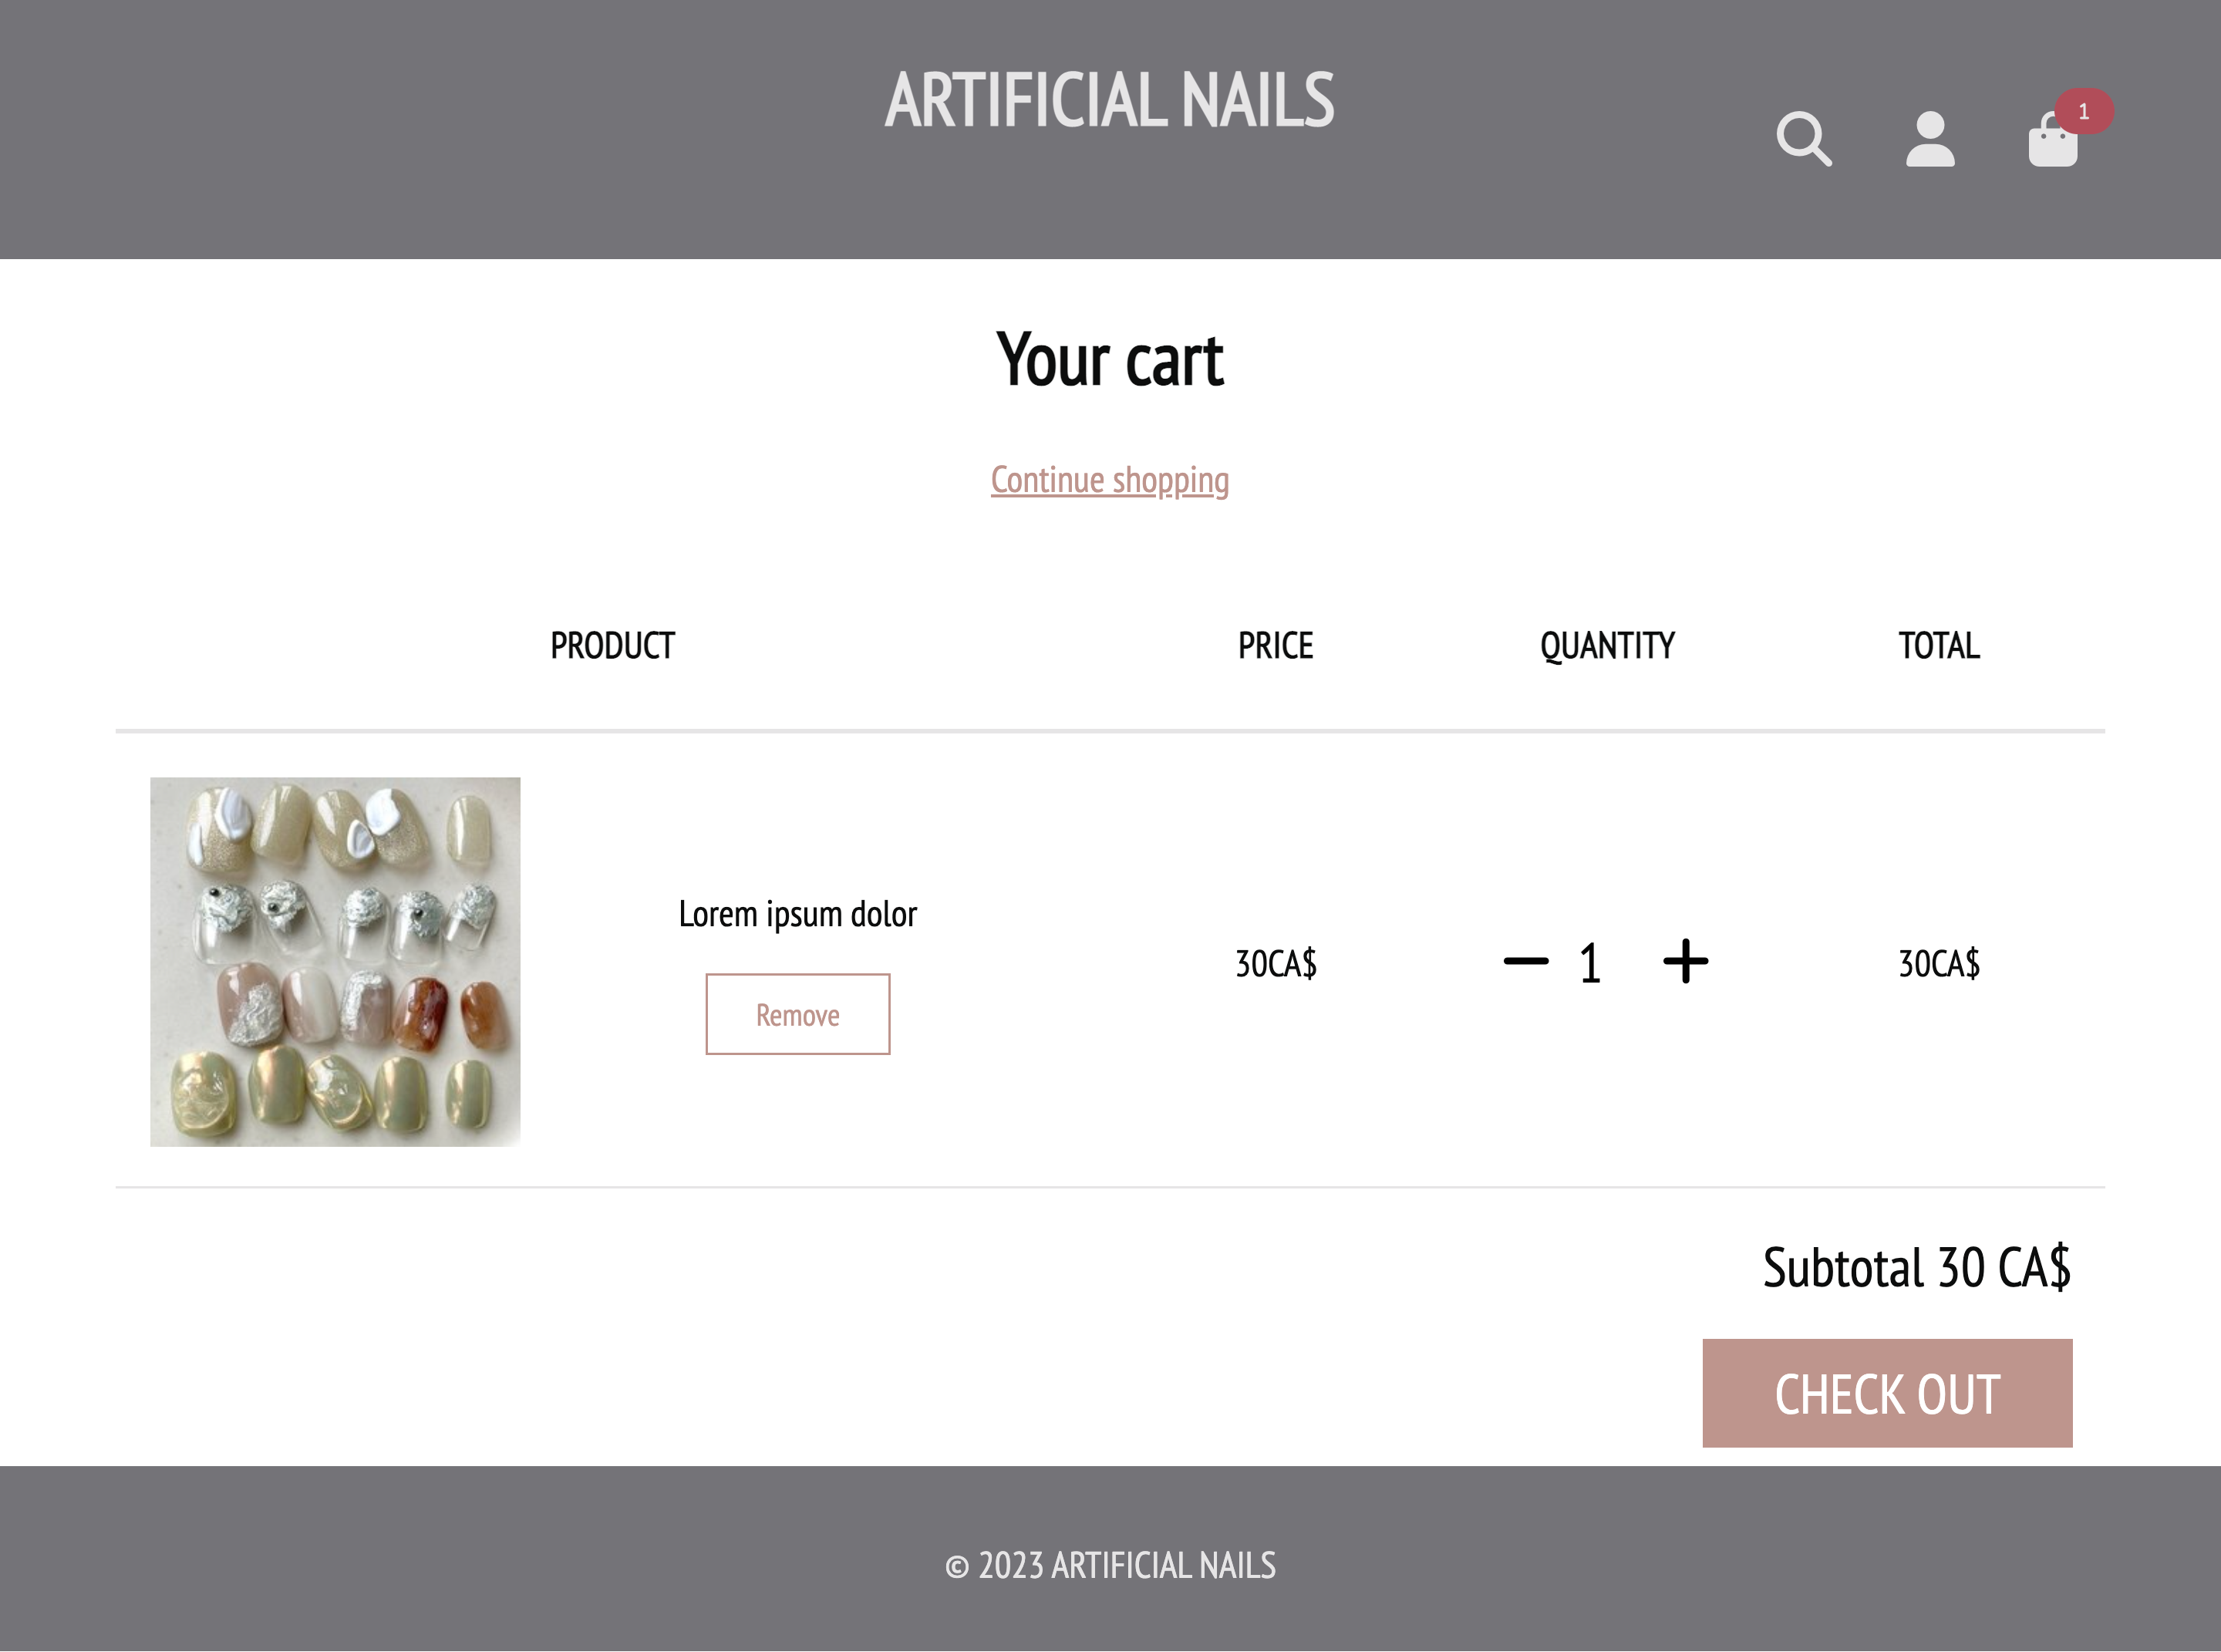 ARTIFICIAL NAILS
1
Your cart
Continue shopping
PRODUCT PRICE QUANTITY TOTAL
Lorem ipsum dolor
30CA$ 1 30CA$
Remove
Subtotal 30 CA$
CHECK OUT
© 2023 ARTIFICIAL NAILS